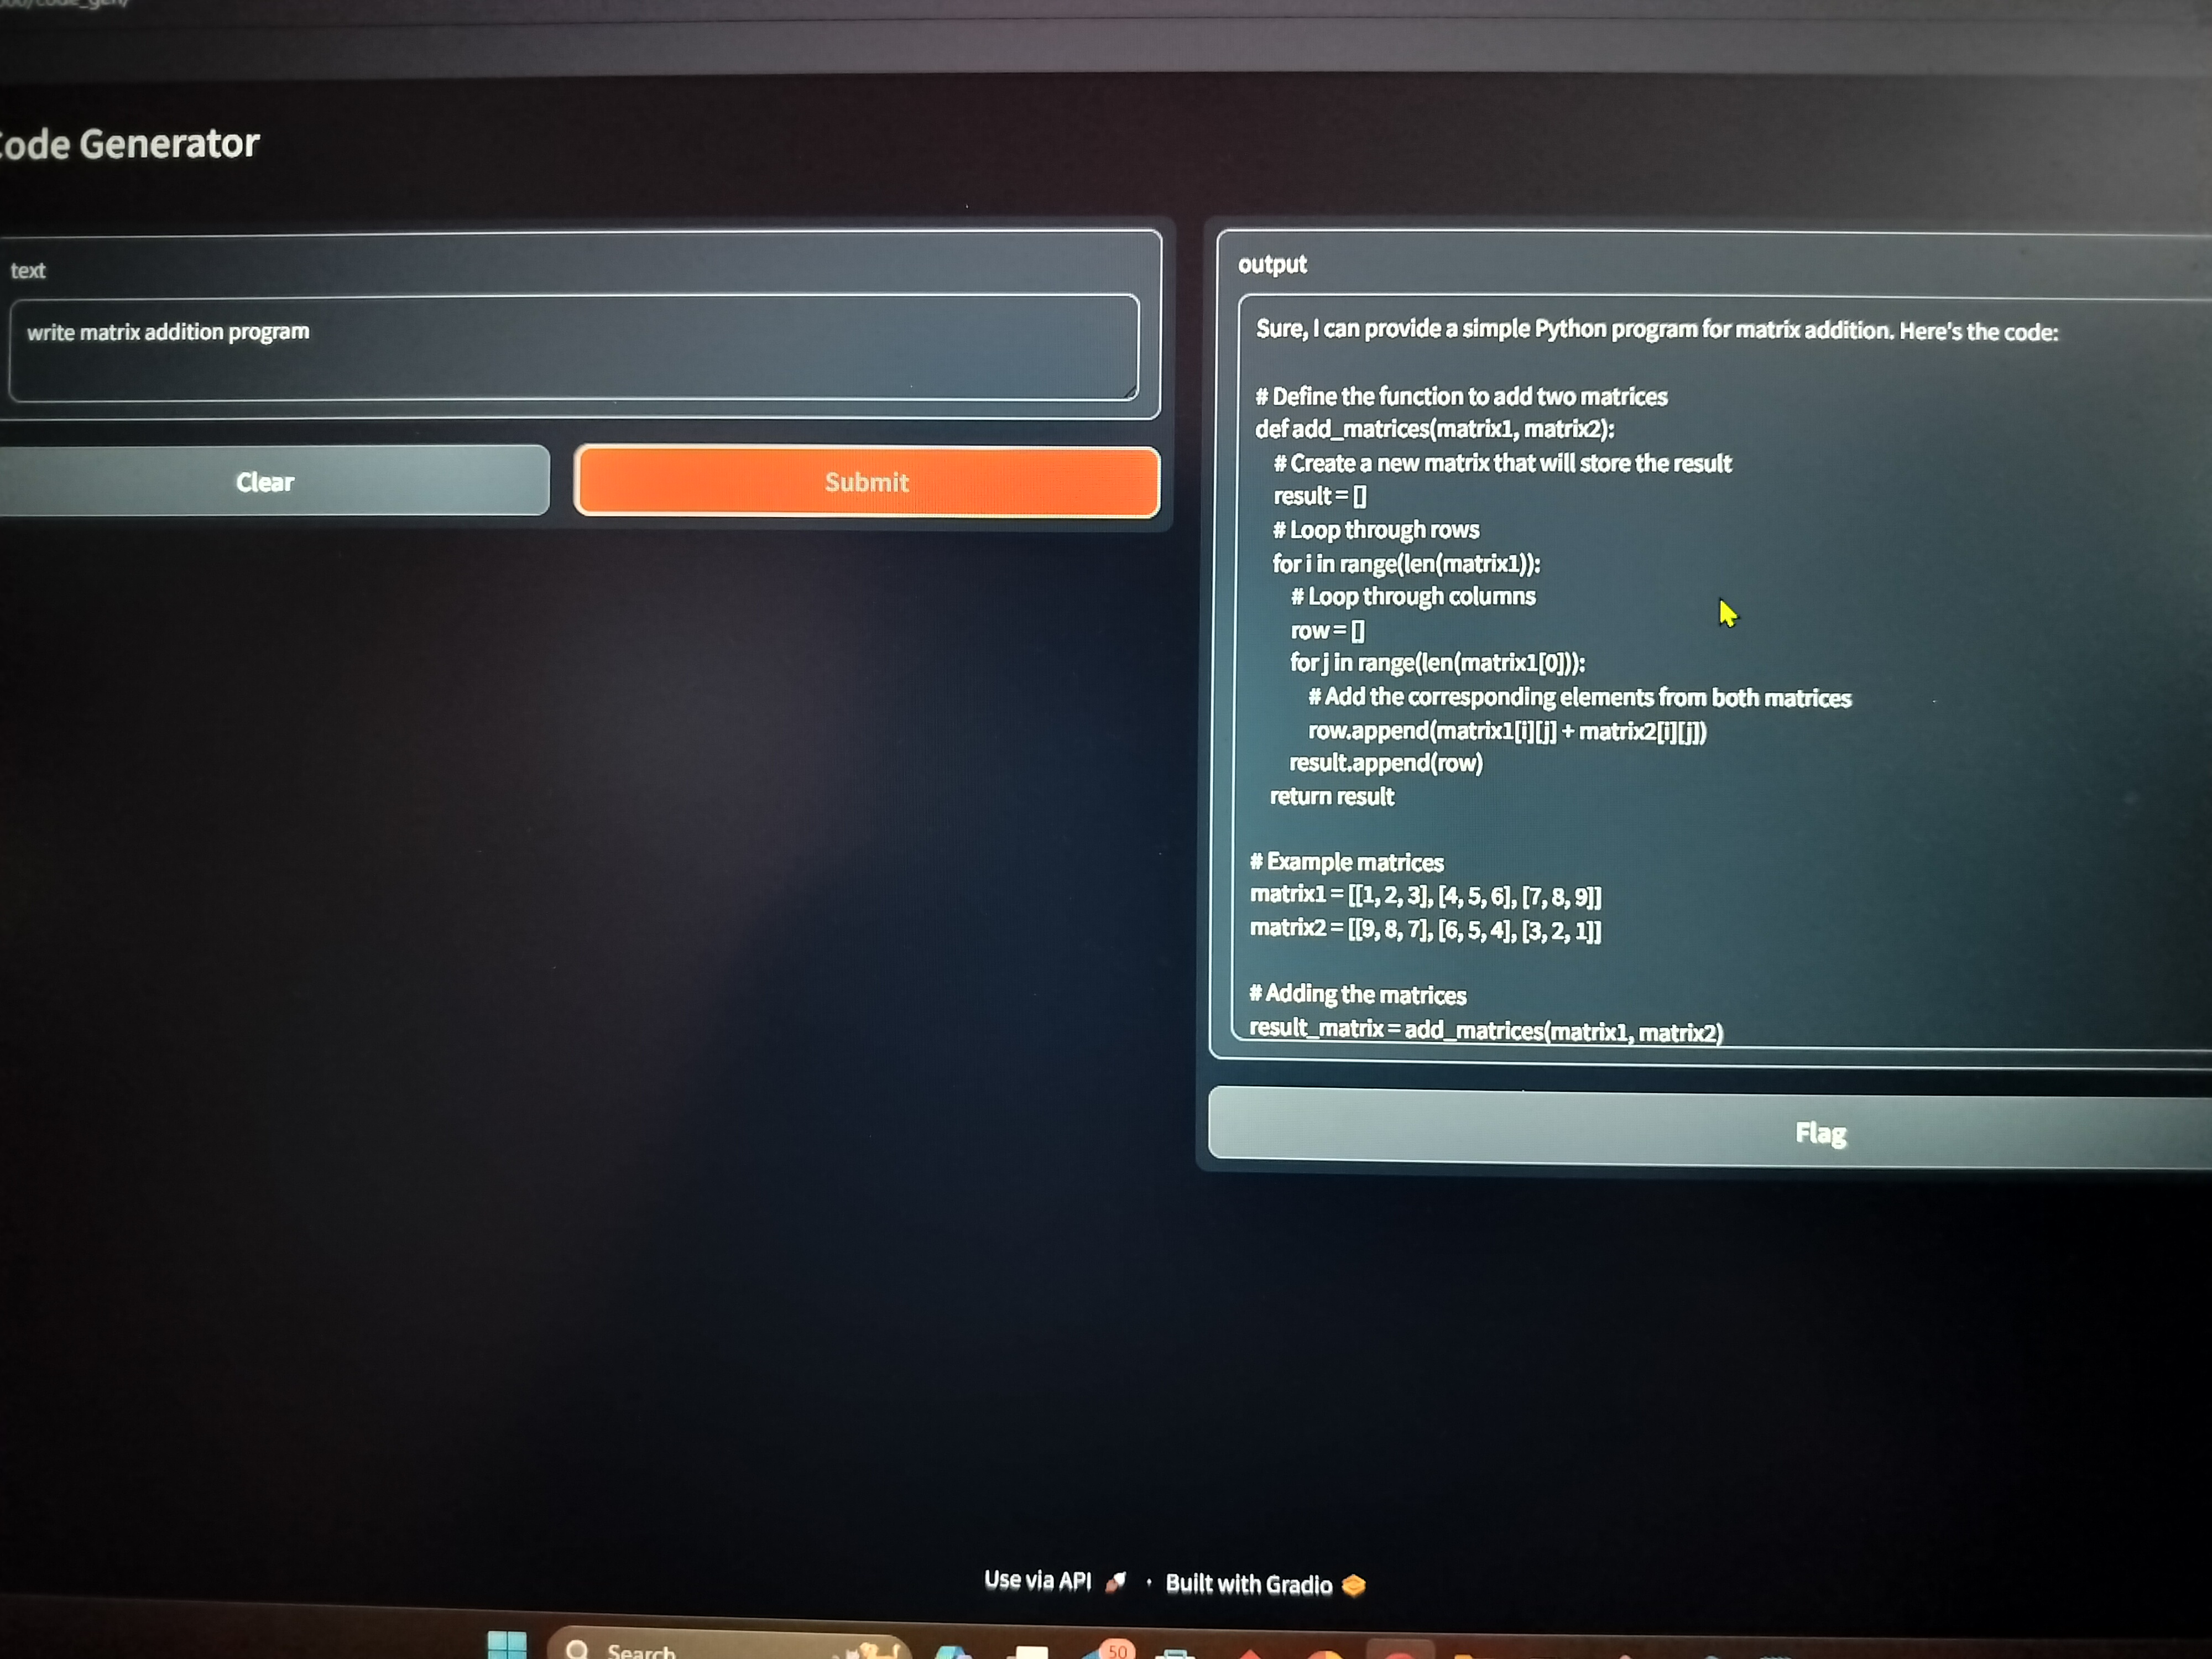 ode Generator
text
write matrix addition program
Clear
Submit
output
Sure, I can provide a simple Python program for matrix addition. Here's the code:
# Define the function to add two matrices
def add_matrices(matrix1, matrix2):
# Create a new matrix that will store the result
result = []
# Loop through rows
for i in range(len(matrix1)):
# Loop through columns
row = []
for j in range(len(matrix1[0])):
# Add the corresponding elements from both matrices
row.append(matrix1[i][j] + matrix2[i][j])
result.append(row)
return result
# Example matrices
matrix1 = [[1, 2, 3], [4, 5, 6], [7, 8, 9]]
matrix2 = [[9, 8, 7], [6, 5, 4], [3, 2, 1]]
# Adding the matrices
result_matrix = add_matrices(matrix1, matrix2)
Flag
Use via API · Built with Gradio
Search
50